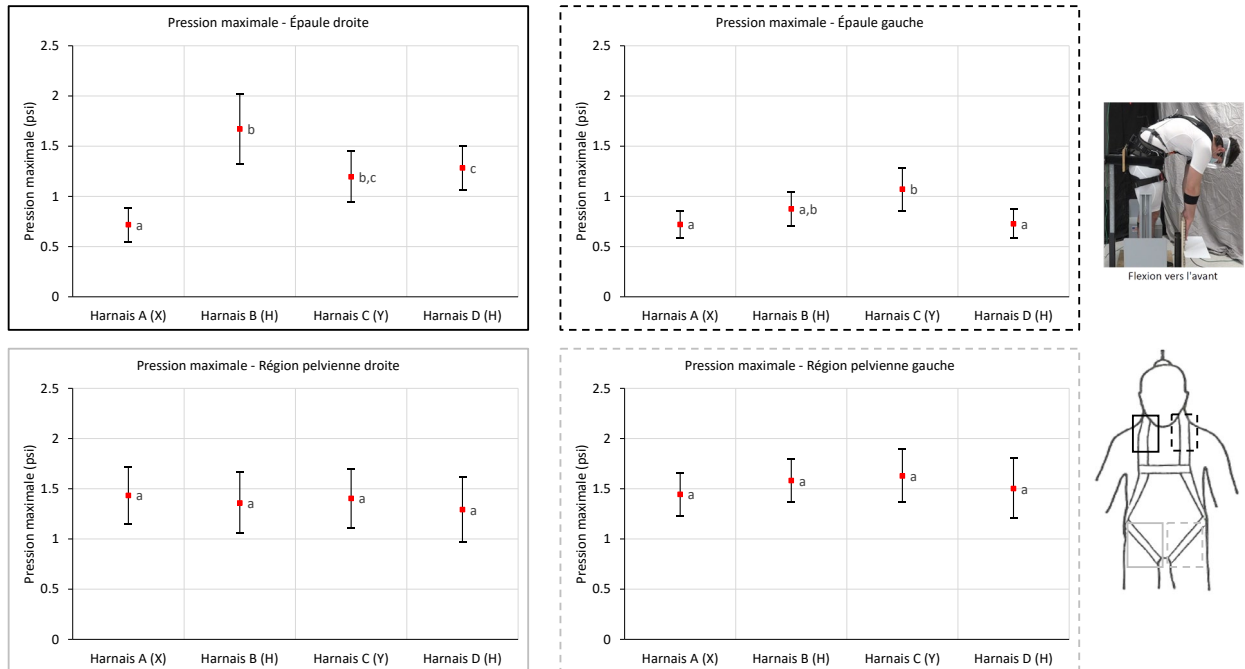 Pression maximale - Épaule droite
Pression maximale (psi)
2.5
2
1.5
1
0.5
0
a
b
b,c
c
Harnais A (X) Harnais B (H) Harnais C (Y) Harnais D (H)
Pression maximale - Épaule gauche
Pression maximale (psi)
2.5
2
1.5
1
0.5
0
a
a,b
b
a
Harnais A (X) Harnais B (H) Harnais C (Y) Harnais D (H)
Flexion vers l'avant
Pression maximale - Région pelvienne droite
Pression maximale (psi)
2.5
2
1.5
1
0.5
0
a
a
a
a
Harnais A (X) Harnais B (H) Harnais C (Y) Harnais D (H)
Pression maximale - Région pelvienne gauche
Pression maximale (psi)
2.5
2
1.5
1
0.5
0
a
a
a
a
Harnais A (X) Harnais B (H) Harnais C (Y) Harnais D (H)